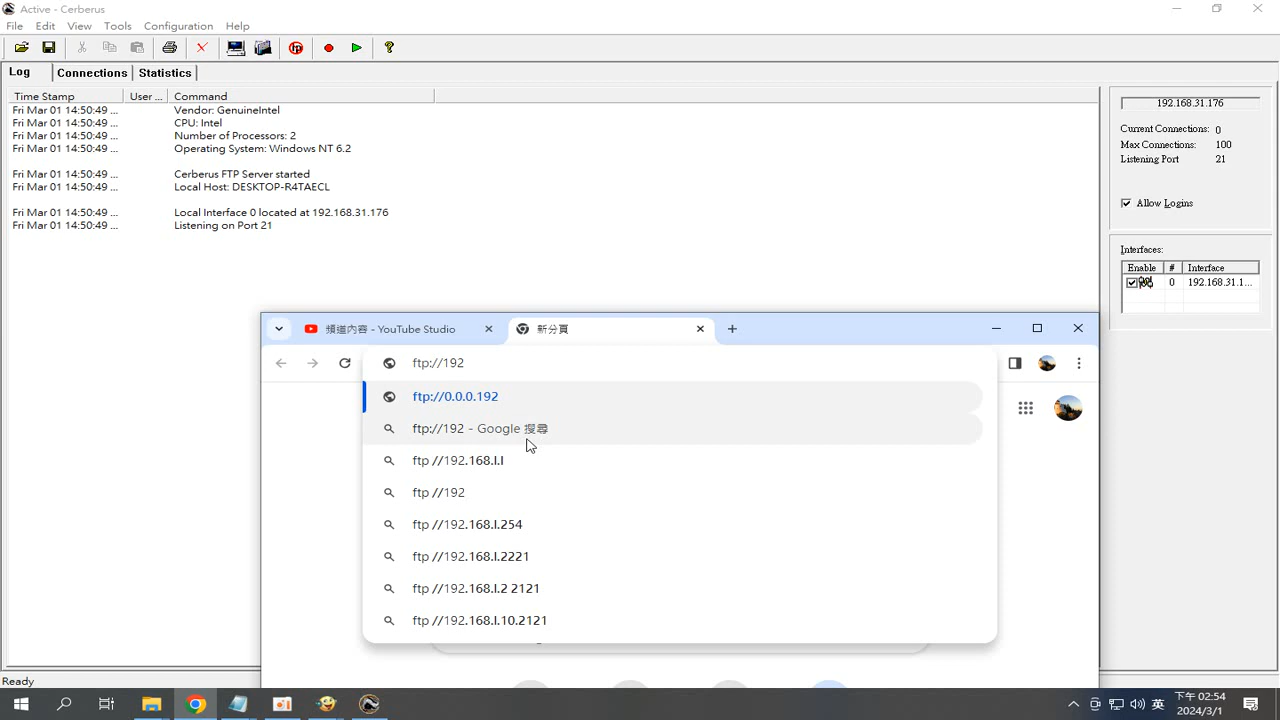 Active - Cerberus
File Edit View Tools Configuration Help
Log Connections Statistics
Time Stamp User ... Command
Fri Mar 01 14:50:49 ... Vendor: GenuineIntel
Fri Mar 01 14:50:49 ... CPU: Intel
Fri Mar 01 14:50:49 ... Number of Processors: 2
Fri Mar 01 14:50:49 ... Operating System: Windows NT 6.2
Fri Mar 01 14:50:49 ... Cerberus FTP Server started
Fri Mar 01 14:50:49 ... Local Host: DESKTOP-R4TAECL
Fri Mar 01 14:50:49 ... Local Interface 0 located at 192.168.31.176
Fri Mar 01 14:50:49 ... Listening on Port 21
192.168.31.176
Current Connections: 0
Max Connections: 100
Listening Port 21
Allow Logins
Interfaces:
Enable # Interface
0 192.168.31.1...
頻道內容 - YouTube Studio
新分頁
ftp://192
ftp://0.0.0.192
ftp://192 - Google 搜尋
ftp //192.168.l.l
ftp //192
ftp //192.168.l.254
ftp //192.168.l.2221
ftp //192.168.l.2 2121
ftp //192.168.l.10.2121
Ready
英
下午 02:54
2024/3/1